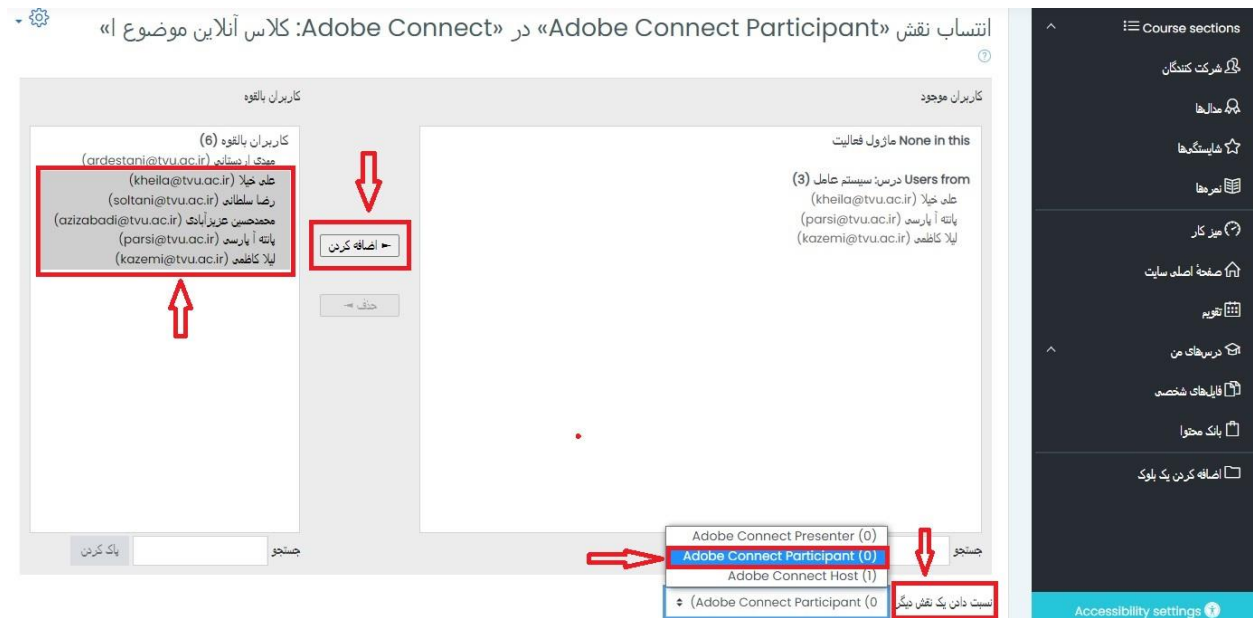 انتساب نقش «Adobe Connect Participant» در «Adobe Connect: کلاس آنلاین موضوع ا»
Course sections
شرکت کنندگان
مدال‌ها
شایستگی‌ها
نمره‌ها
میز کار
صفحهٔ اصلی سایت
تقویم
درس‌های من
فایل‌های شخصی
بانک محتوا
اضافه کردن یک بلوک
Accessibility settings
کاربران موجود
None in this ماژول فعالیت
Users from درس: سیستم عامل (3)
علی خیلا (kheila@tvu.ac.ir)
پانته آ پارسی (parsi@tvu.ac.ir)
لیلا کاظمی (kazemi@tvu.ac.ir)
جستجو
◄ اضافه کردن
حذف ►
کاربران بالقوه
کاربران بالقوه (6)
مهدی اردستانی (ardestani@tvu.ac.ir)
علی خیلا (kheila@tvu.ac.ir)
رضا سلطانی (soltani@tvu.ac.ir)
محمدحسین عزیزآبادی (azizabadi@tvu.ac.ir)
پانته آ پارسی (parsi@tvu.ac.ir)
لیلا کاظمی (kazemi@tvu.ac.ir)
جستجو
پاک کردن
Adobe Connect Presenter (0)
Adobe Connect Participant (0)
Adobe Connect Host (1)
نسبت دادن یک نقش دیگر
(Adobe Connect Participant (0